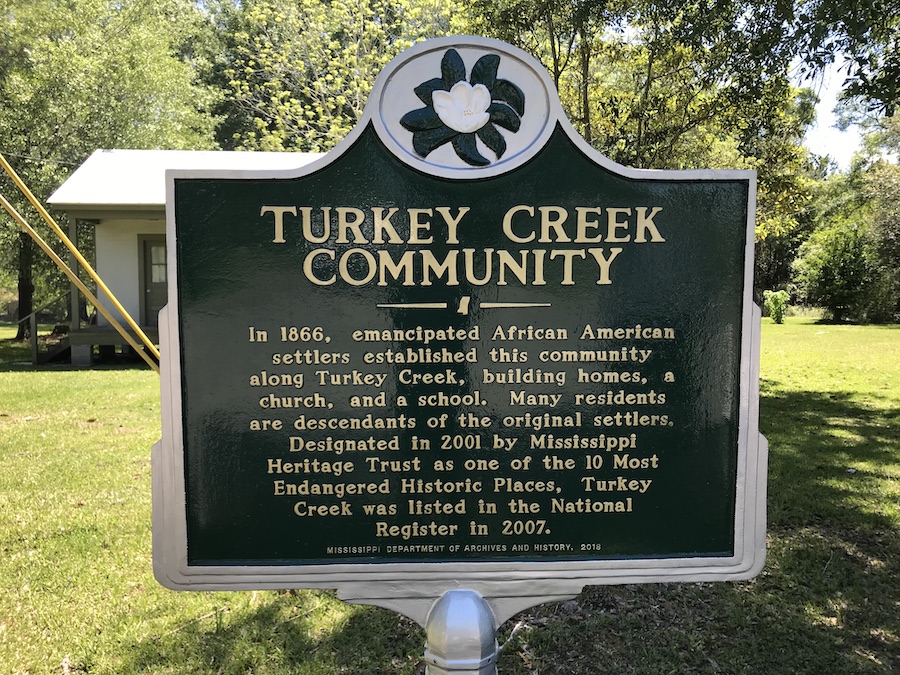 TURKEY CREEK
COMMUNITY
In 1866, emancipated African American
settlers established this community
along Turkey Creek, building homes, a
church, and a school. Many residents
are descendants of the original settlers.
Designated in 2001 by Mississippi
Heritage Trust as one of the 10 Most
Endangered Historic Places, Turkey
Creek was listed in the National
Register in 2007.
MISSISSIPPI DEPARTMENT OF ARCHIVES AND HISTORY, 2018